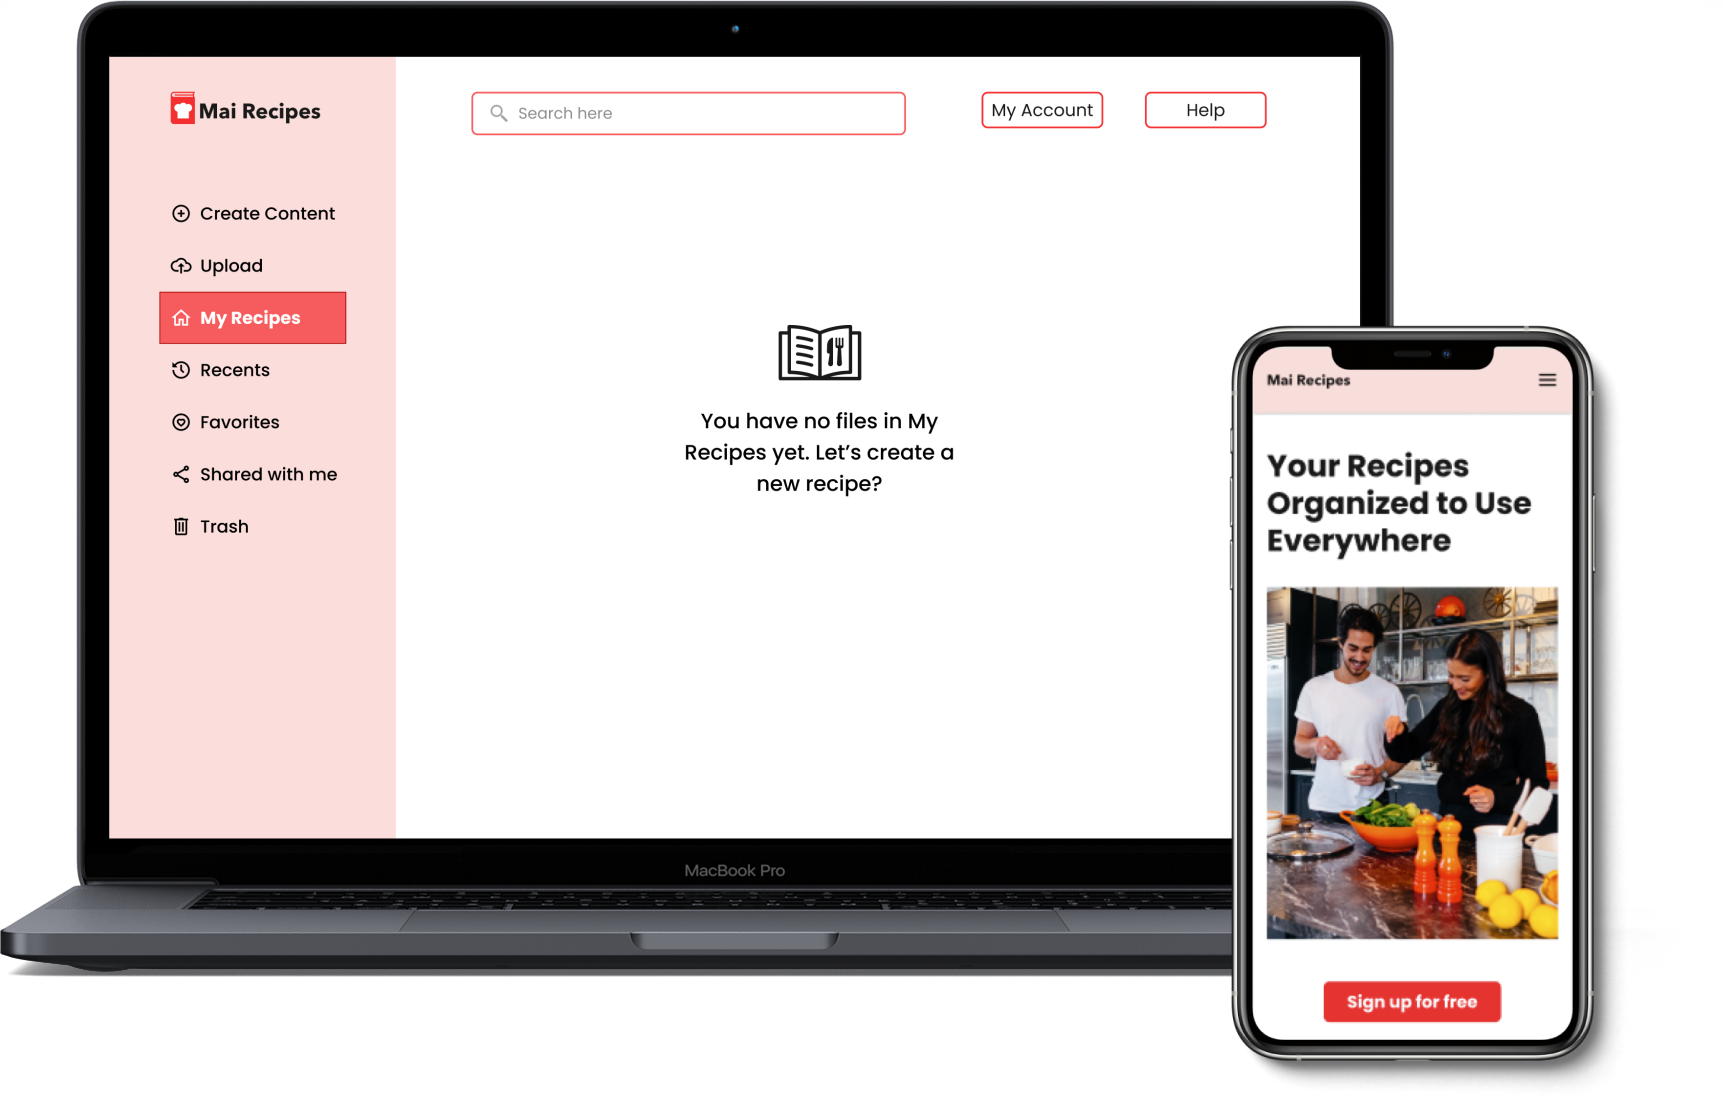 Mai Recipes
Search here
My Account
Help
Create Content
Upload
My Recipes
Recents
Favorites
Shared with me
Trash
You have no files in My
Recipes yet. Let’s create a
new recipe?
MacBook Pro
Mai Recipes
Your Recipes
Organized to Use
Everywhere
Sign up for free